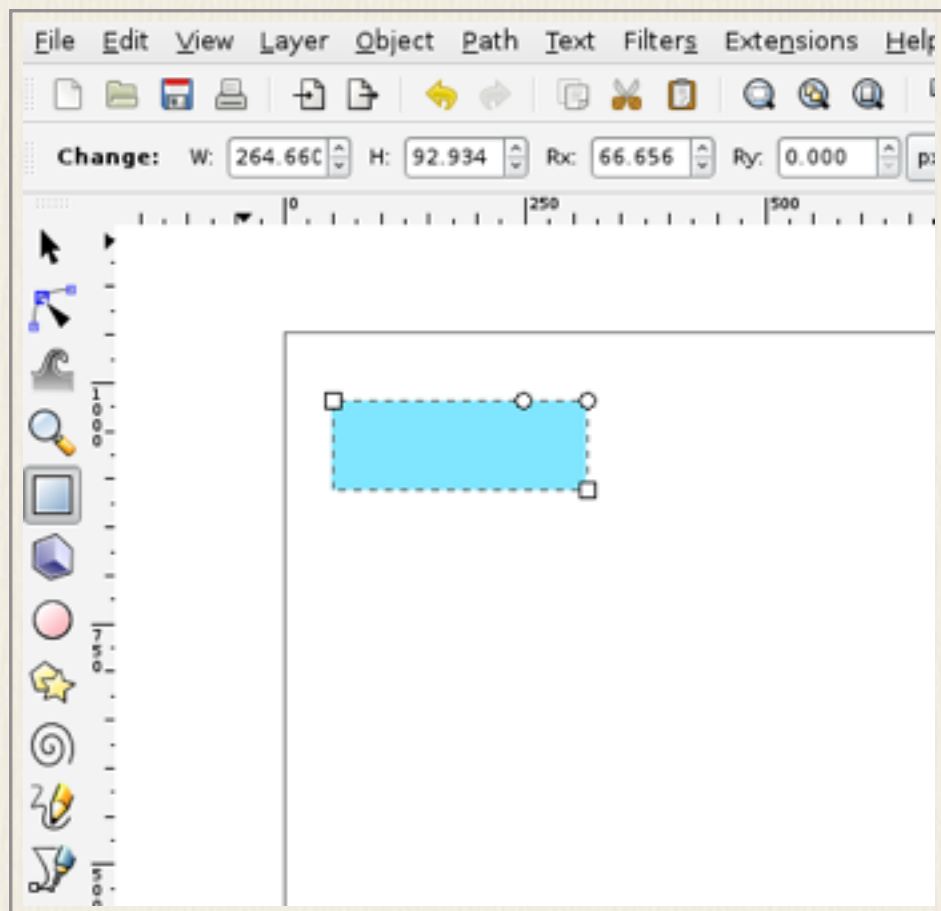 File Edit View Layer Object Path Text Filters Extensions Help
Change: W: 264.660 H: 92.934 Rx: 66.656 Ry: 0.000 px
0 250 500
1000
750
500